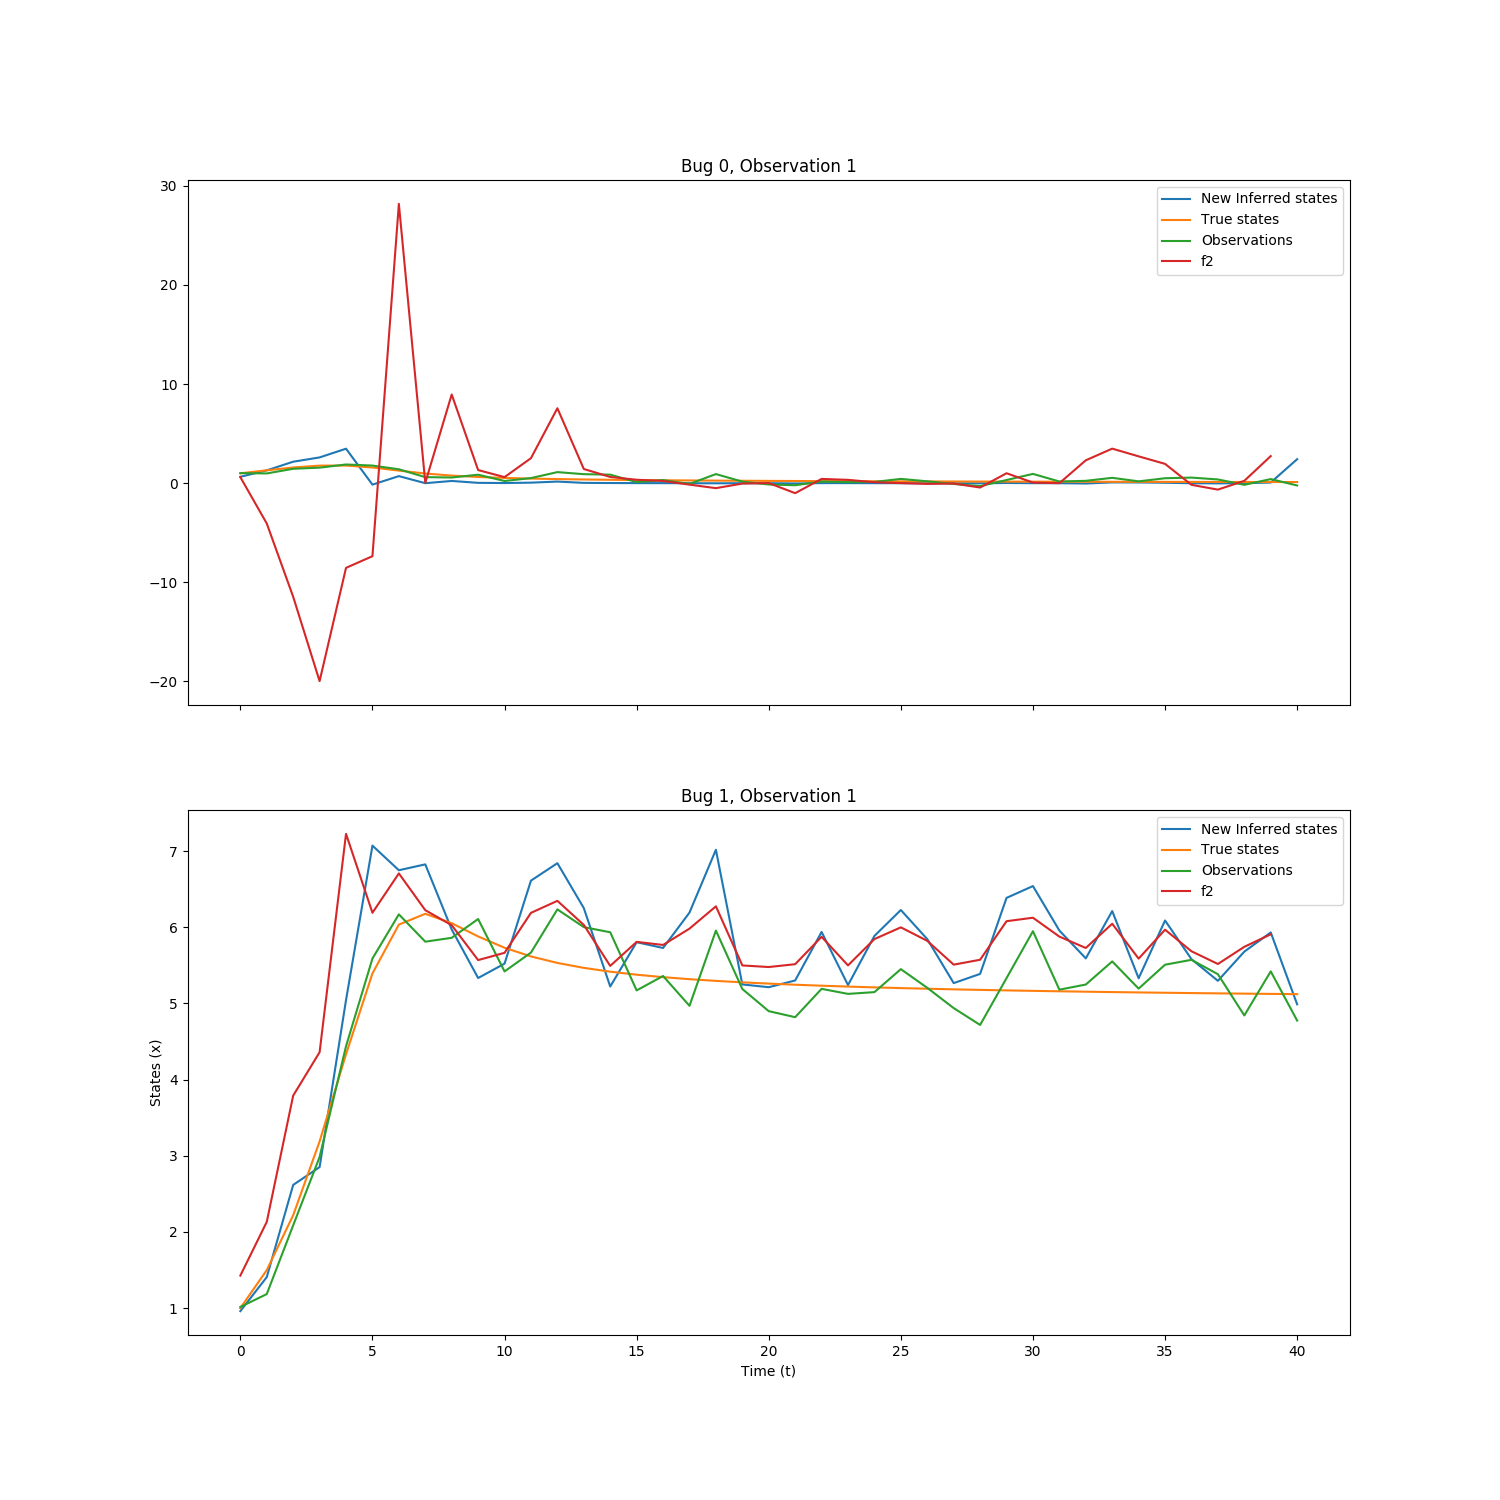 Bug 0, Observation 1
30
20
10
0
−10
−20
New Inferred states
True states
Observations
f2
Bug 1, Observation 1
7
6
5
4
3
2
1
States (x)
New Inferred states
True states
Observations
f2
0 5 10 15 20 25 30 35 40
Time (t)